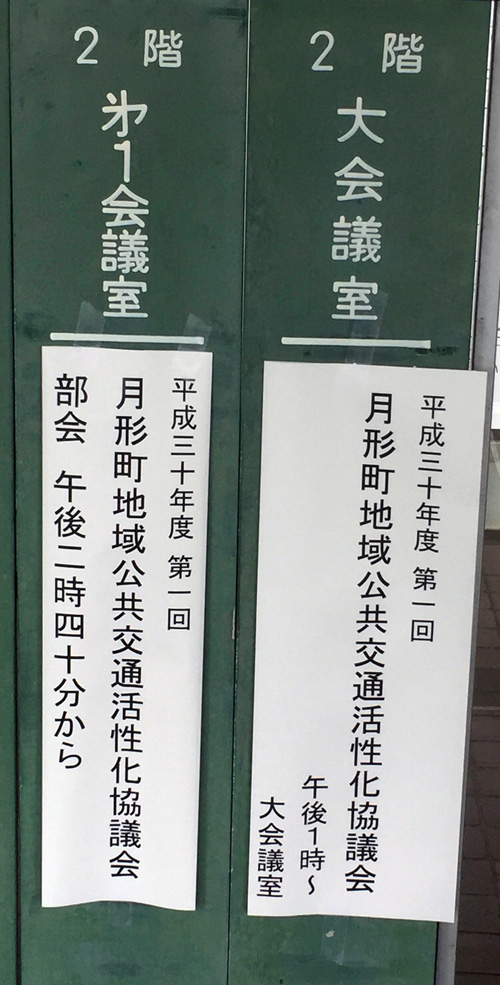 2階
大会議室
平成三十年度 第一回
月形町地域公共交通活性化協議会
午後1時～
大会議室
2階
㐧1会議室
平成三十年度 第一回
月形町地域公共交通活性化協議会
部会 午後二時四十分から